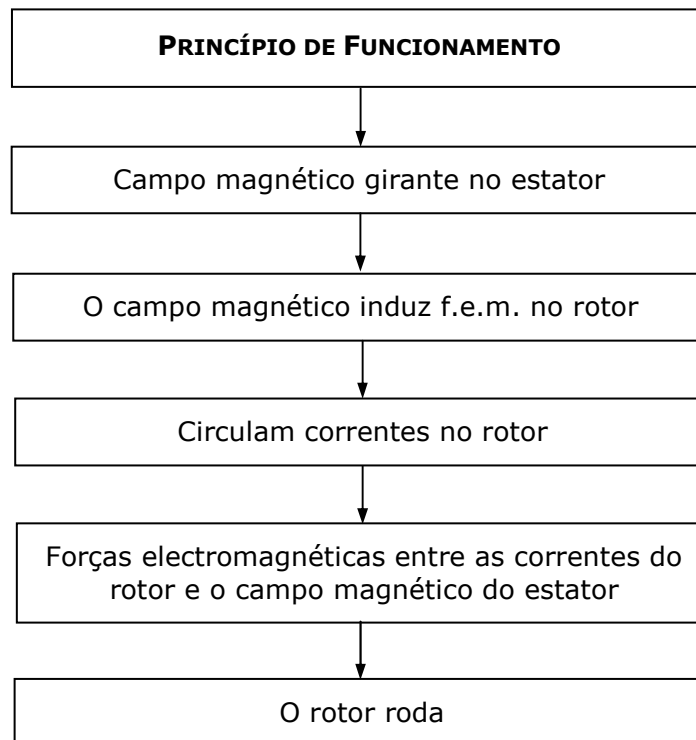 PRINCÍPIO DE FUNCIONAMENTO
Campo magnético girante no estator
O campo magnético induz f.e.m. no rotor
Circulam correntes no rotor
Forças electromagnéticas entre as correntes do
rotor e o campo magnético do estator
O rotor roda